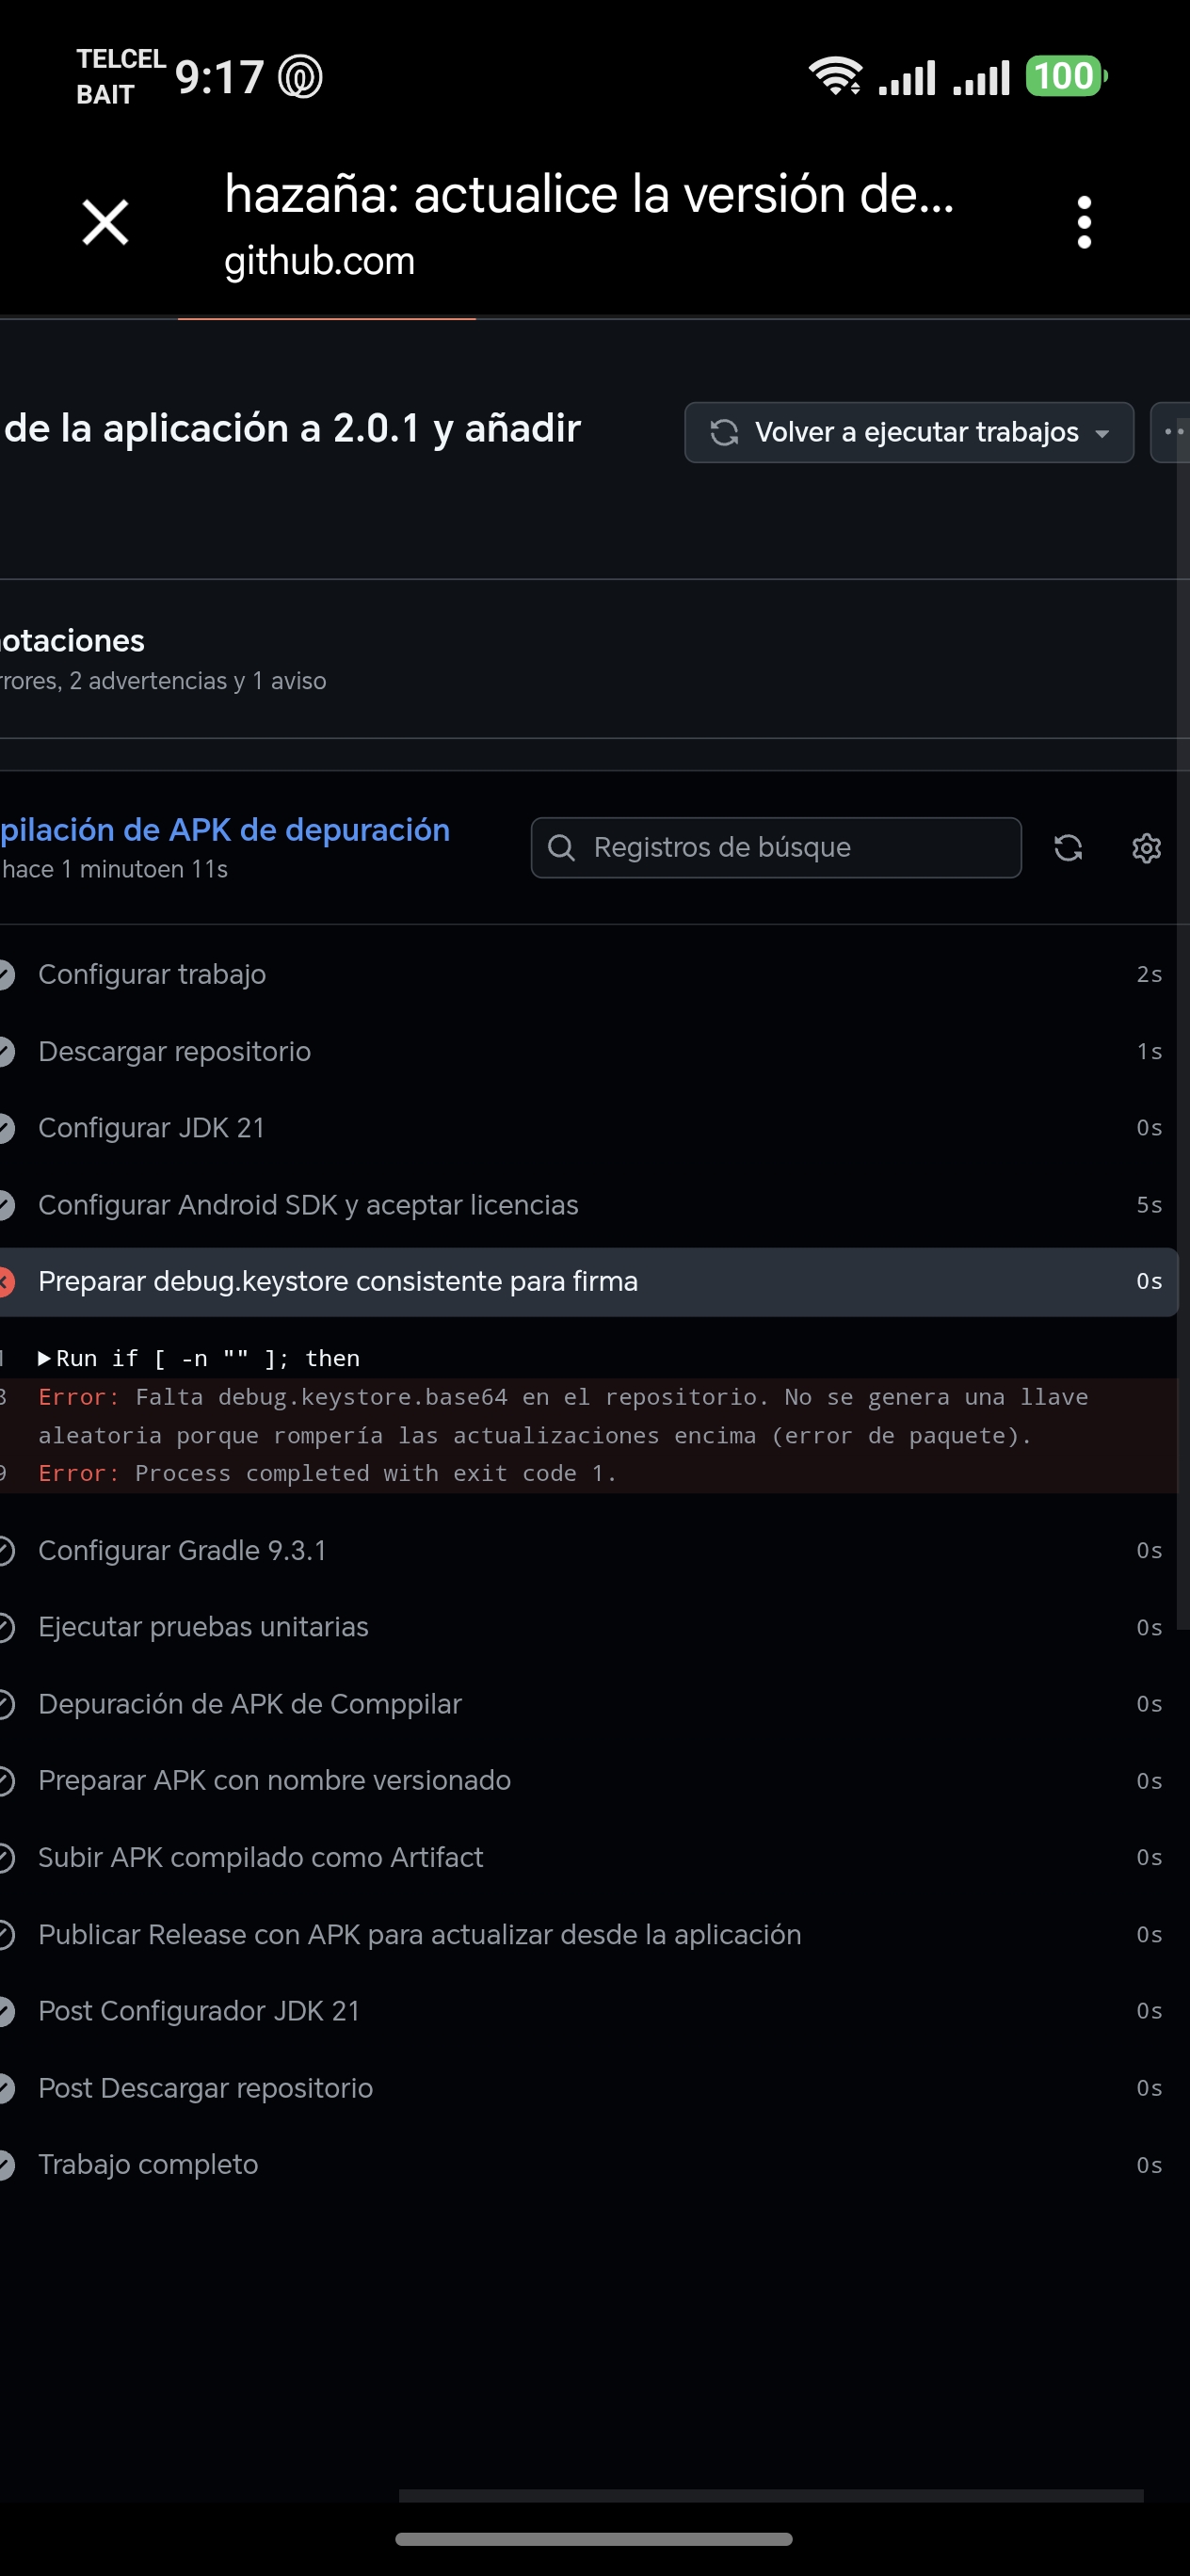 TELCEL
BAIT
9:17
100
hazaña: actualice la versión de...
github.com
de la aplicación a 2.0.1 y añadir
Volver a ejecutar trabajos
otaciones
rrores, 2 advertencias y 1 aviso
pilación de APK de depuración
hace 1 minutoen 11s
Registros de búsque
Configurar trabajo 2s
Descargar repositorio 1s
Configurar JDK 21 0s
Configurar Android SDK y aceptar licencias 5s
Preparar debug.keystore consistente para firma 0s
1 Run if [ -n "" ]; then
8 Error: Falta debug.keystore.base64 en el repositorio. No se genera una llave
aleatoria porque rompería las actualizaciones encima (error de paquete).
9 Error: Process completed with exit code 1.
Configurar Gradle 9.3.1 0s
Ejecutar pruebas unitarias 0s
Depuración de APK de Comppilar 0s
Preparar APK con nombre versionado 0s
Subir APK compilado como Artifact 0s
Publicar Release con APK para actualizar desde la aplicación 0s
Post Configurador JDK 21 0s
Post Descargar repositorio 0s
Trabajo completo 0s